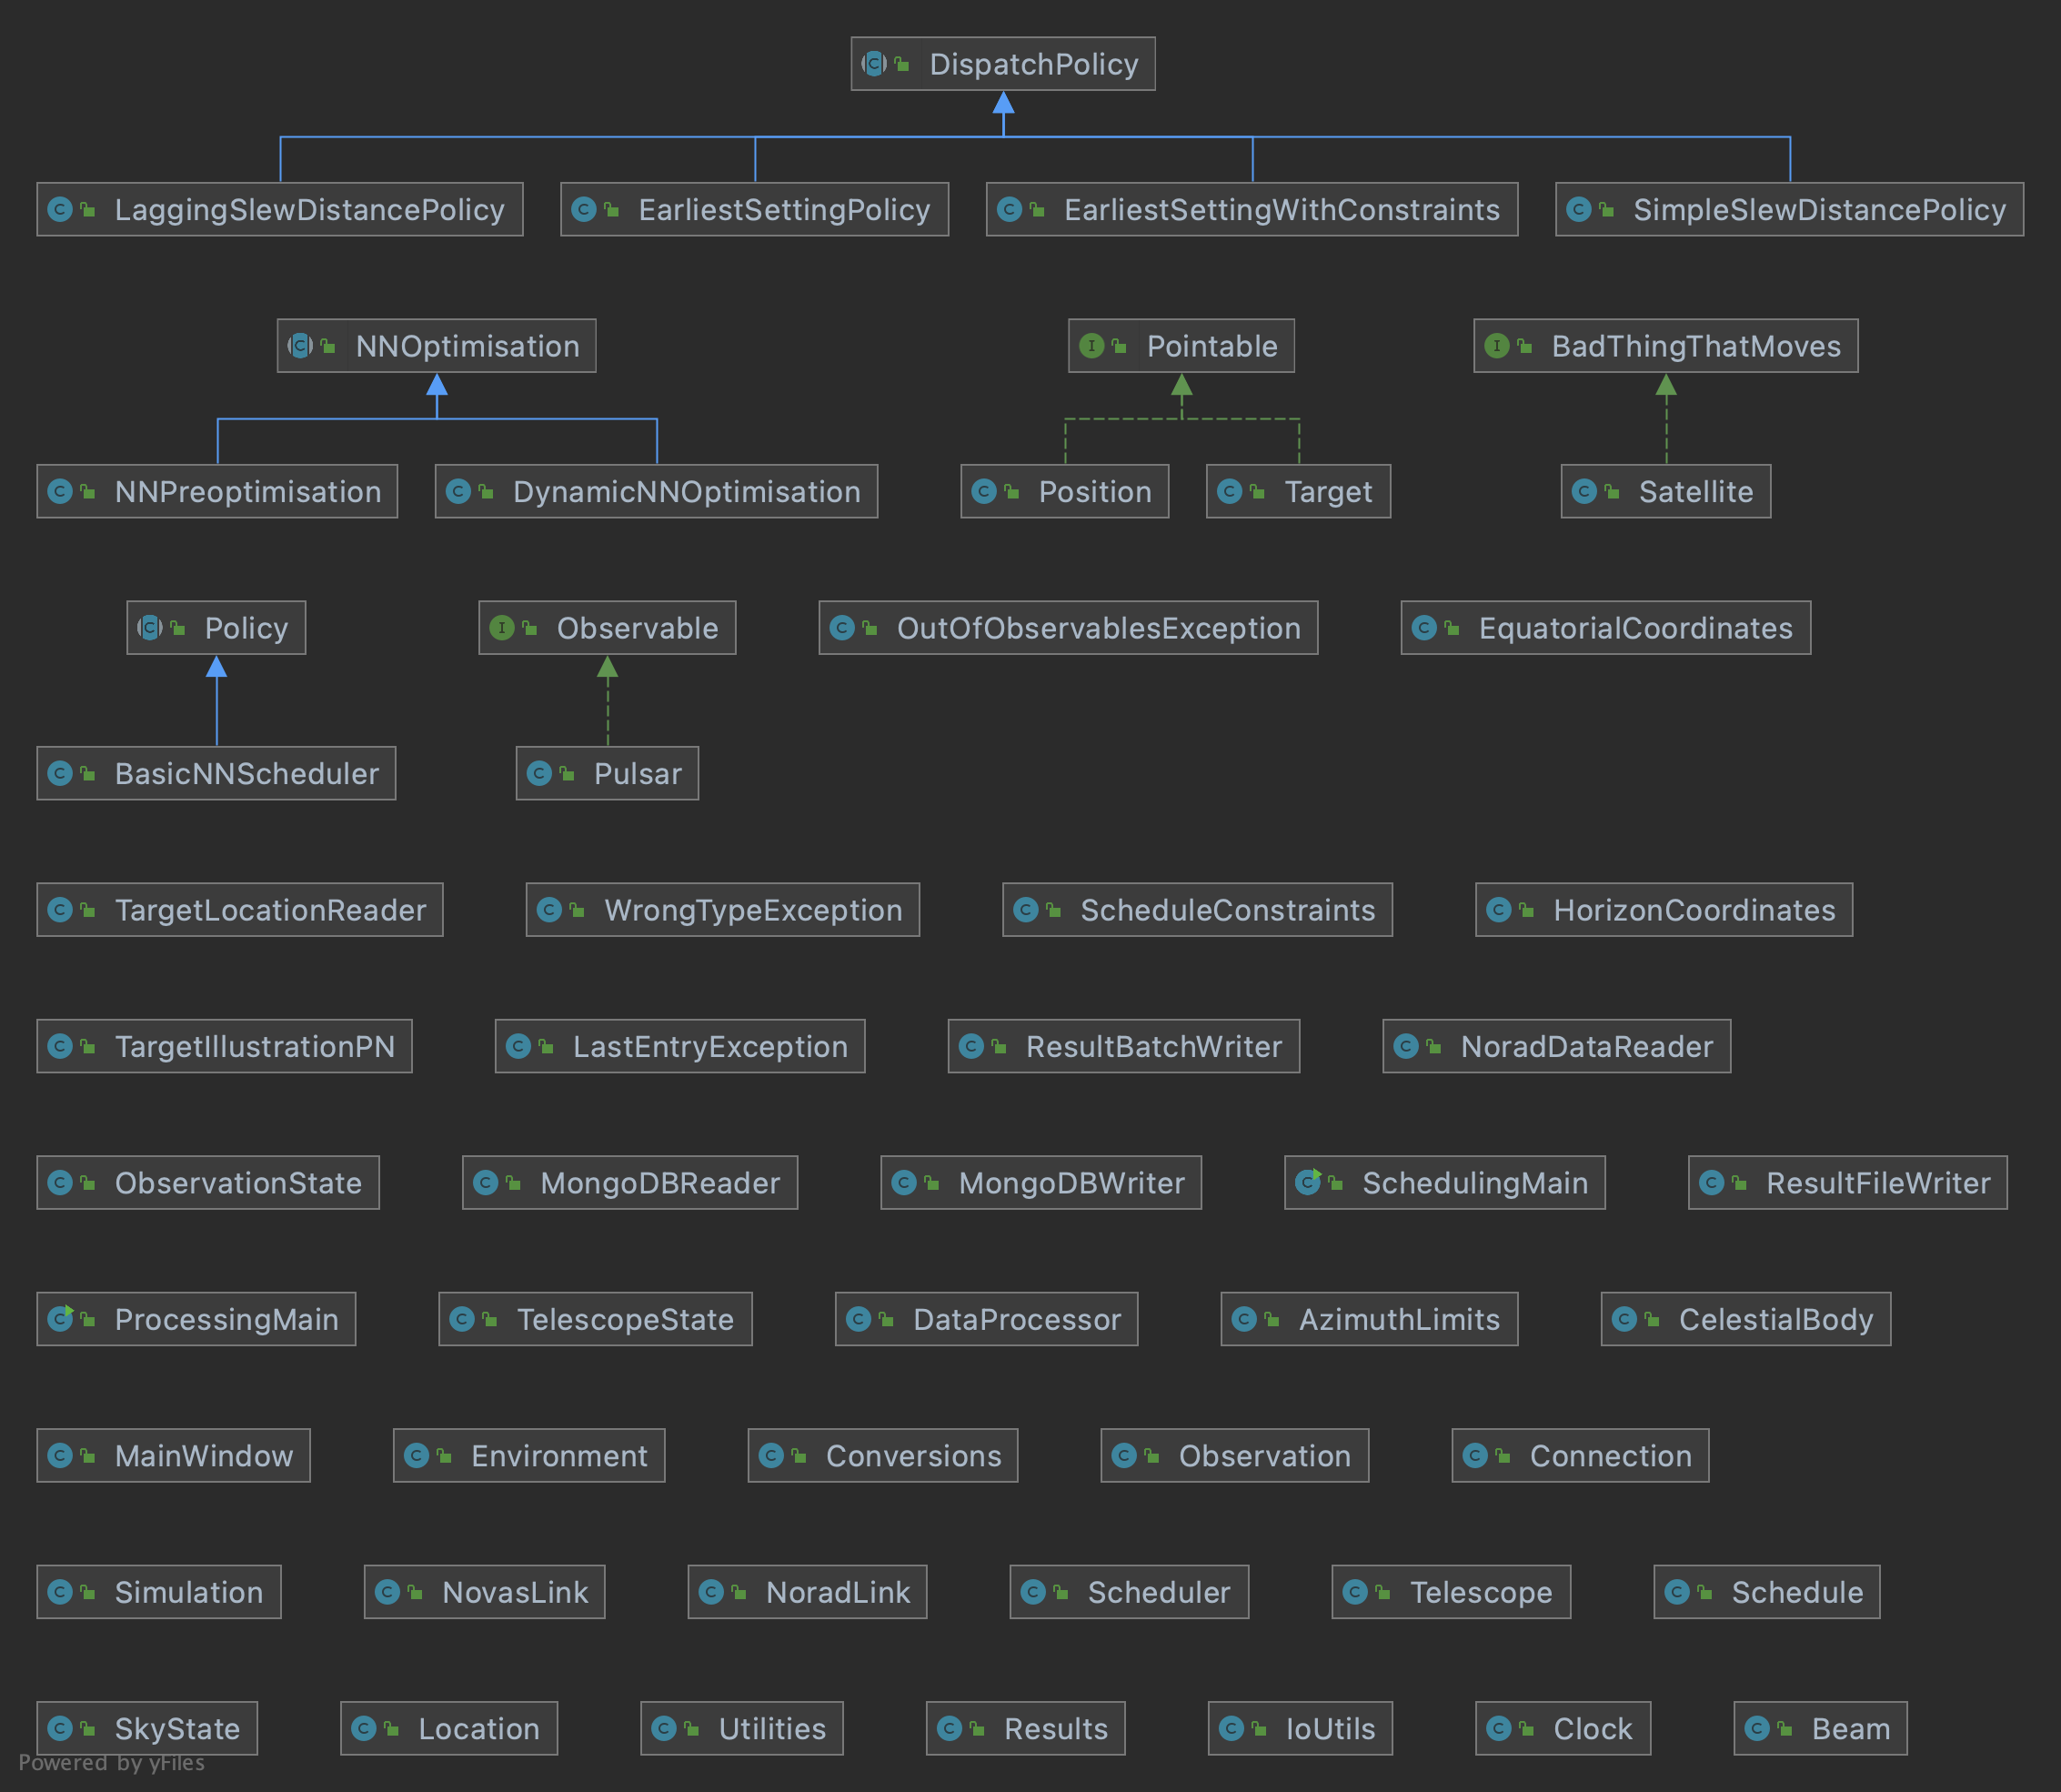 DispatchPolicy
LaggingSlewDistancePolicy
EarliestSettingPolicy
EarliestSettingWithConstraints
SimpleSlewDistancePolicy
NNOptimisation
Pointable
BadThingThatMoves
NNPreoptimisation
DynamicNNOptimisation
Position
Target
Satellite
Policy
Observable
OutOfObservablesException
EquatorialCoordinates
BasicNNScheduler
Pulsar
TargetLocationReader
WrongTypeException
ScheduleConstraints
HorizonCoordinates
TargetIllustrationPN
LastEntryException
ResultBatchWriter
NoradDataReader
ObservationState
MongoDBReader
MongoDBWriter
SchedulingMain
ResultFileWriter
ProcessingMain
TelescopeState
DataProcessor
AzimuthLimits
CelestialBody
MainWindow
Environment
Conversions
Observation
Connection
Simulation
NovasLink
NoradLink
Scheduler
Telescope
Schedule
SkyState
Location
Utilities
Results
IoUtils
Clock
Beam
Powered by yFiles